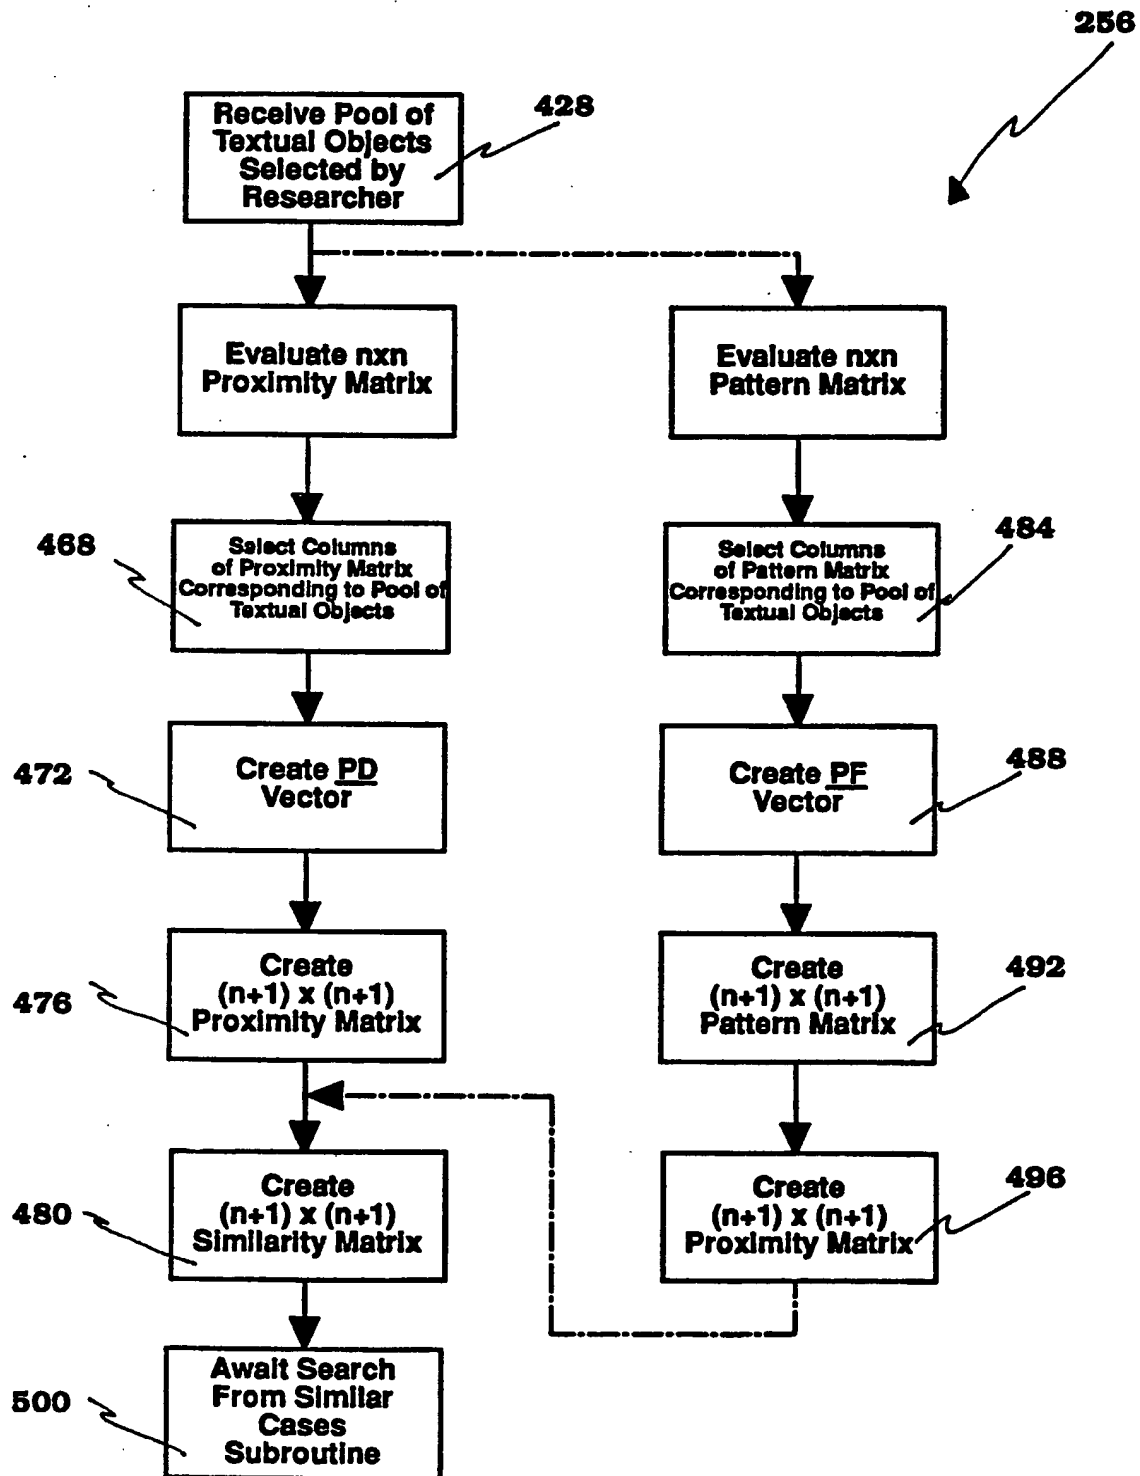 256
Receive Pool of
Textual Objects
Selected by
Researcher
428
Evaluate nxn
Proximity Matrix
Evaluate nxn
Pattern Matrix
468
Select Columns
of Proximity Matrix
Corresponding to Pool of
Textual Objects
Select Columns
of Pattern Matrix
Corresponding to Pool of
Textual Objects
484
472
Create PD
Vector
Create PF
Vector
488
476
Create
(n+1) x (n+1)
Proximity Matrix
Create
(n+1) x (n+1)
Pattern Matrix
492
480
Create
(n+1) x (n+1)
Similarity Matrix
Create
(n+1) x (n+1)
Proximity Matrix
496
500
Await Search
From Similar
Cases
Subroutine